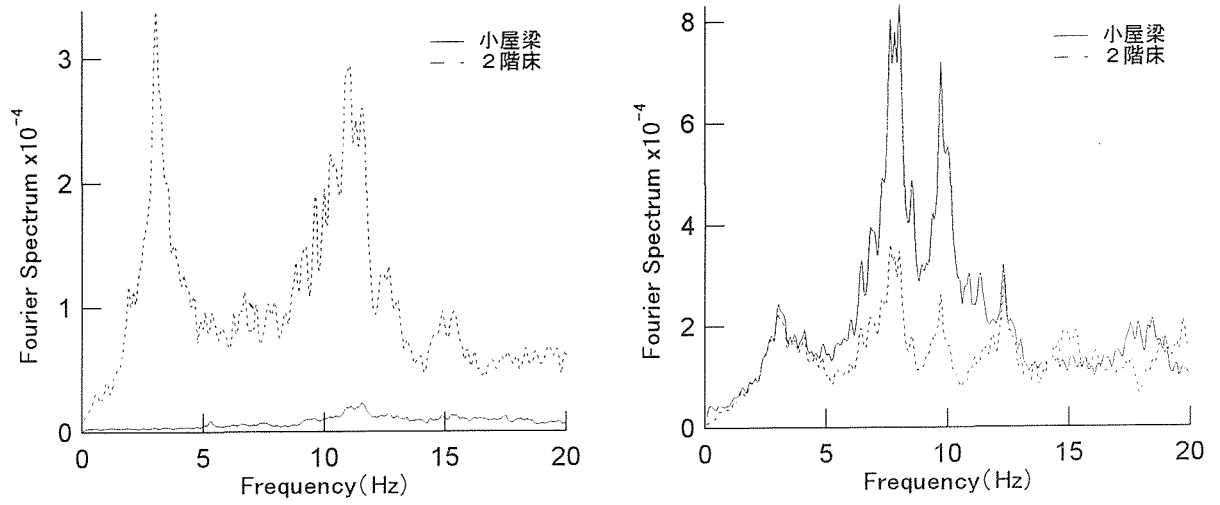 小屋梁
2階床
3
2
1
0
Fourier Spectrum x10⁻⁴
0 5 10 15 20
Frequency(Hz)
小屋梁
2階床
8
6
4
2
0
Fourier Spectrum x10⁻⁴
0 5 10 15 20
Frequency(Hz)